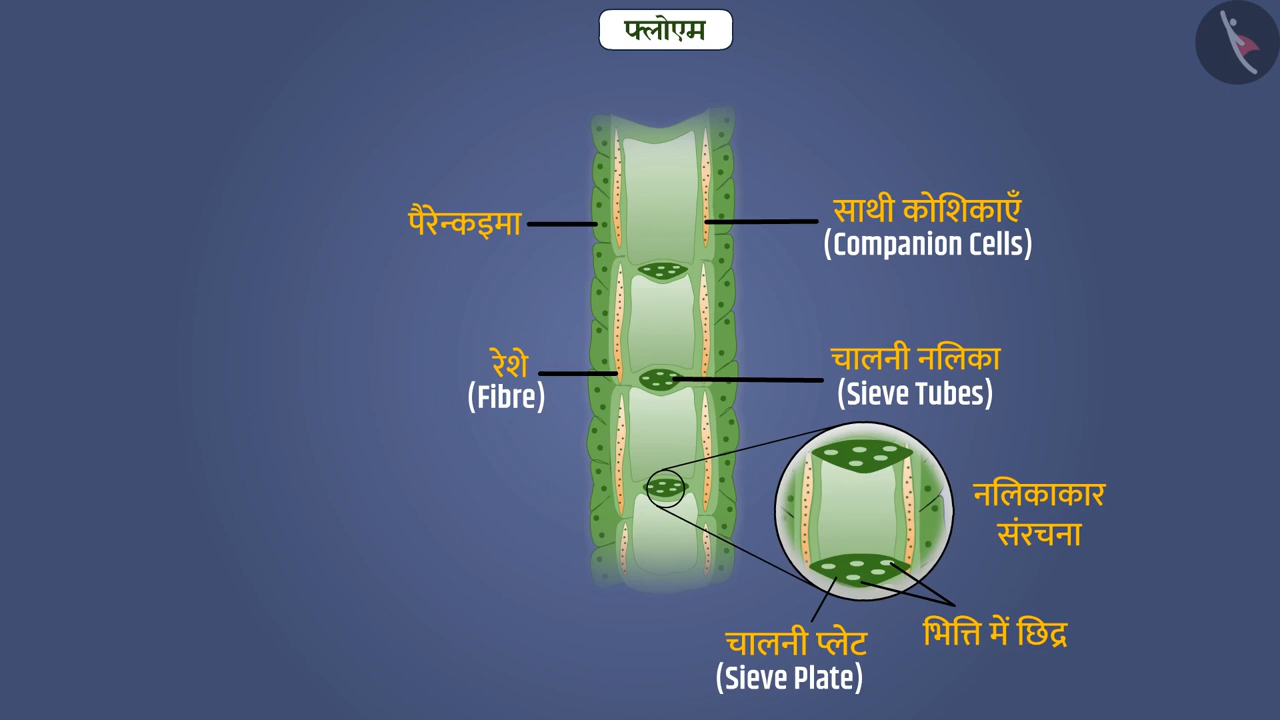 फ्लोएम
पैरेन्कइमा
साथी कोशिकाएँ
(Companion Cells)
रेशे
(Fibre)
चालनी नलिका
(Sieve Tubes)
नलिकाकार
संरचना
भित्ति में छिद्र
चालनी प्लेट
(Sieve Plate)